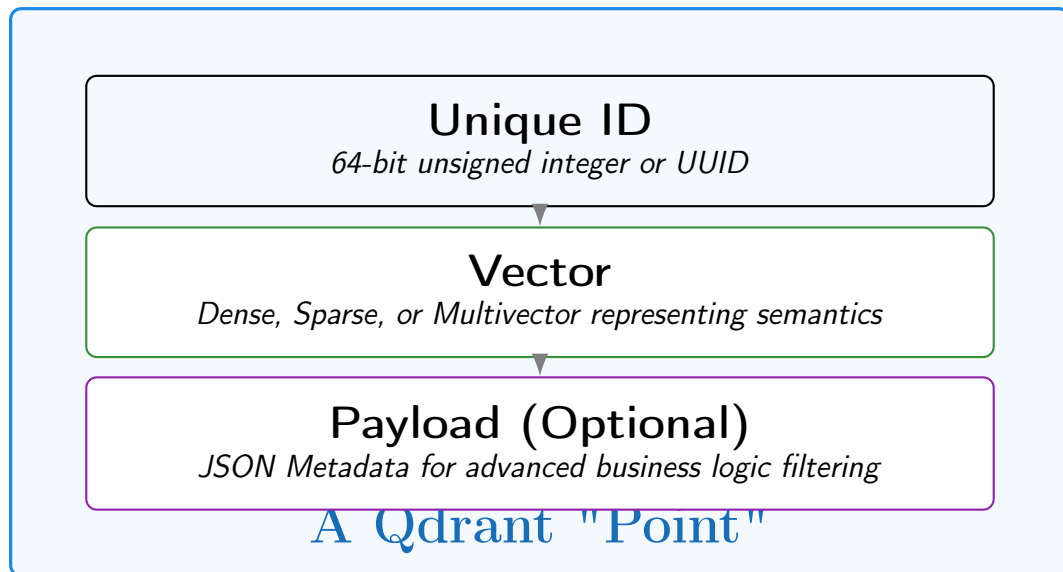 Unique ID
64-bit unsigned integer or UUID
Vector
Dense, Sparse, or Multivector representing semantics
Payload (Optional)
JSON Metadata for advanced business logic filtering
A Qdrant "Point"